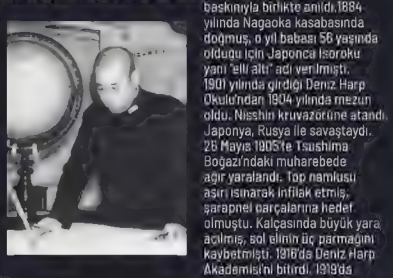 baskınıyla birlikte anıldı.1884
yılında Nagaoka kasabasında
doğmuş, o yıl babası 56 yaşında
olduğu için Japonca Isoroku
yani "elli altı" adı verilmişti.
1901 yılında girdiği Deniz Harp
Okulu'ndan 1904 yılında mezun
oldu. Nisshin kruvazörüne atandı.
Japonya, Rusya ile savaştaydı.
26 Mayıs 1905'te Tsushima
Boğazı'ndaki muharebede
ağır yaralandı. Top namlusu
aşırı ısınarak infilak etmiş,
şarapnel parçalarına hedef
olmuştu. Kalçasında büyük yara
açılmış, sol elinin üç parmağını
kaybetmişti. 1916'da Deniz Harp
Akademisi'ni bitirdi. 1919'da